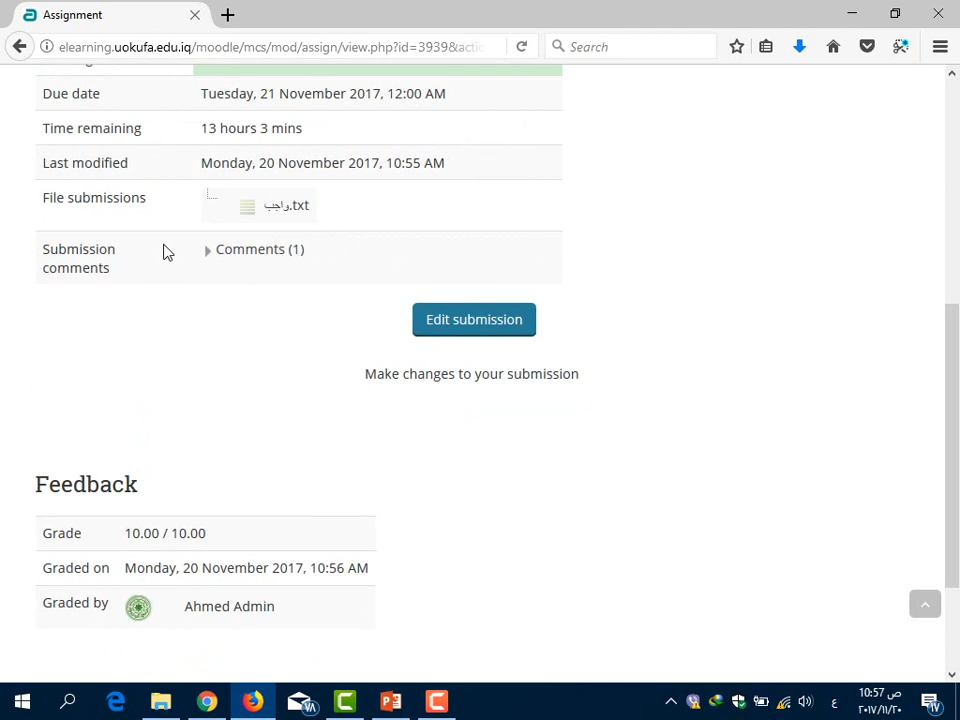 Assignment
elearning.uokufa.edu.iq/moodle/mcs/mod/assign/view.php?id=3939&acti
Search
Due date
Tuesday, 21 November 2017, 12:00 AM
Time remaining
13 hours 3 mins
Last modified
Monday, 20 November 2017, 10:55 AM
File submissions
واجب.txt
Submission comments
Comments (1)
Edit submission
Make changes to your submission
Feedback
Grade
10.00 / 10.00
Graded on
Monday, 20 November 2017, 10:56 AM
Graded by
Ahmed Admin
ع
10:57 ص
٢٠١٧/١١/٢٠